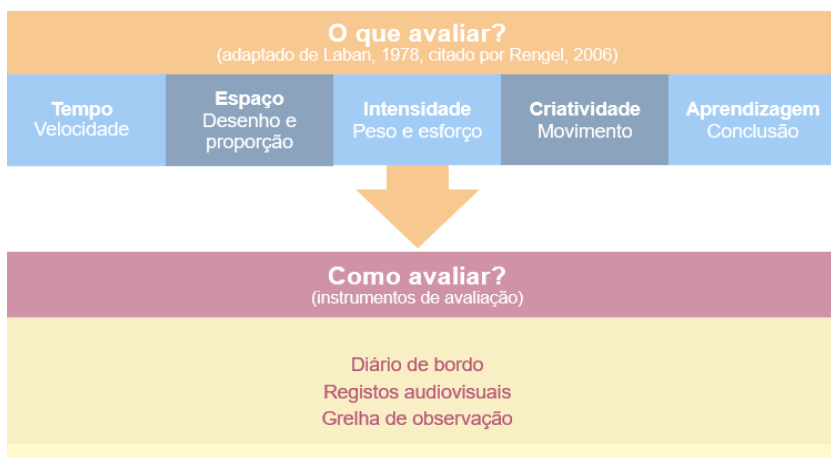 O que avaliar?
(adaptado de Laban, 1978, citado por Rengel, 2006)
Tempo
Velocidade
Espaço
Desenho e
proporção
Intensidade
Peso e esforço
Criatividade
Movimento
Aprendizagem
Conclusão
Como avaliar?
(instrumentos de avaliação)
Diário de bordo
Registos audiovisuais
Grelha de observação